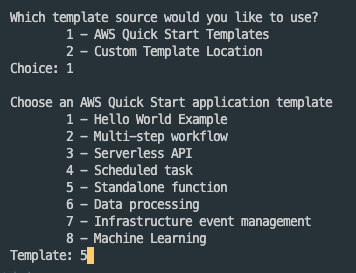 Which template source would you like to use?
1 - AWS Quick Start Templates
2 - Custom Template Location
Choice: 1
Choose an AWS Quick Start application template
1 - Hello World Example
2 - Multi-step workflow
3 - Serverless API
4 - Scheduled task
5 - Standalone function
6 - Data processing
7 - Infrastructure event management
8 - Machine Learning
Template: 5